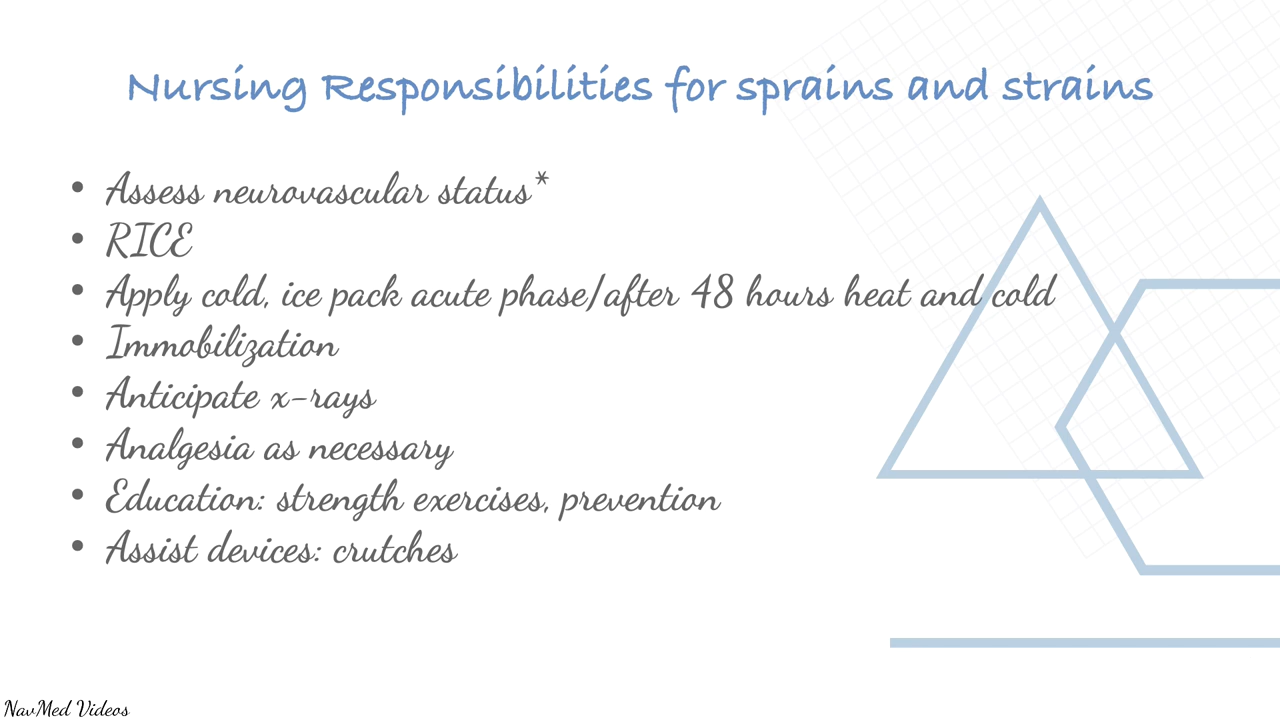 Nursing Responsibilities for sprains and strains
• Assess neurovascular status*
• RICE
• Apply cold, ice pack acute phase/after 48 hours heat and cold
• Immobilization
• Anticipate x-rays
• Analgesia as necessary
• Education: strength exercises, prevention
• Assist devices: crutches
NavMed Videos